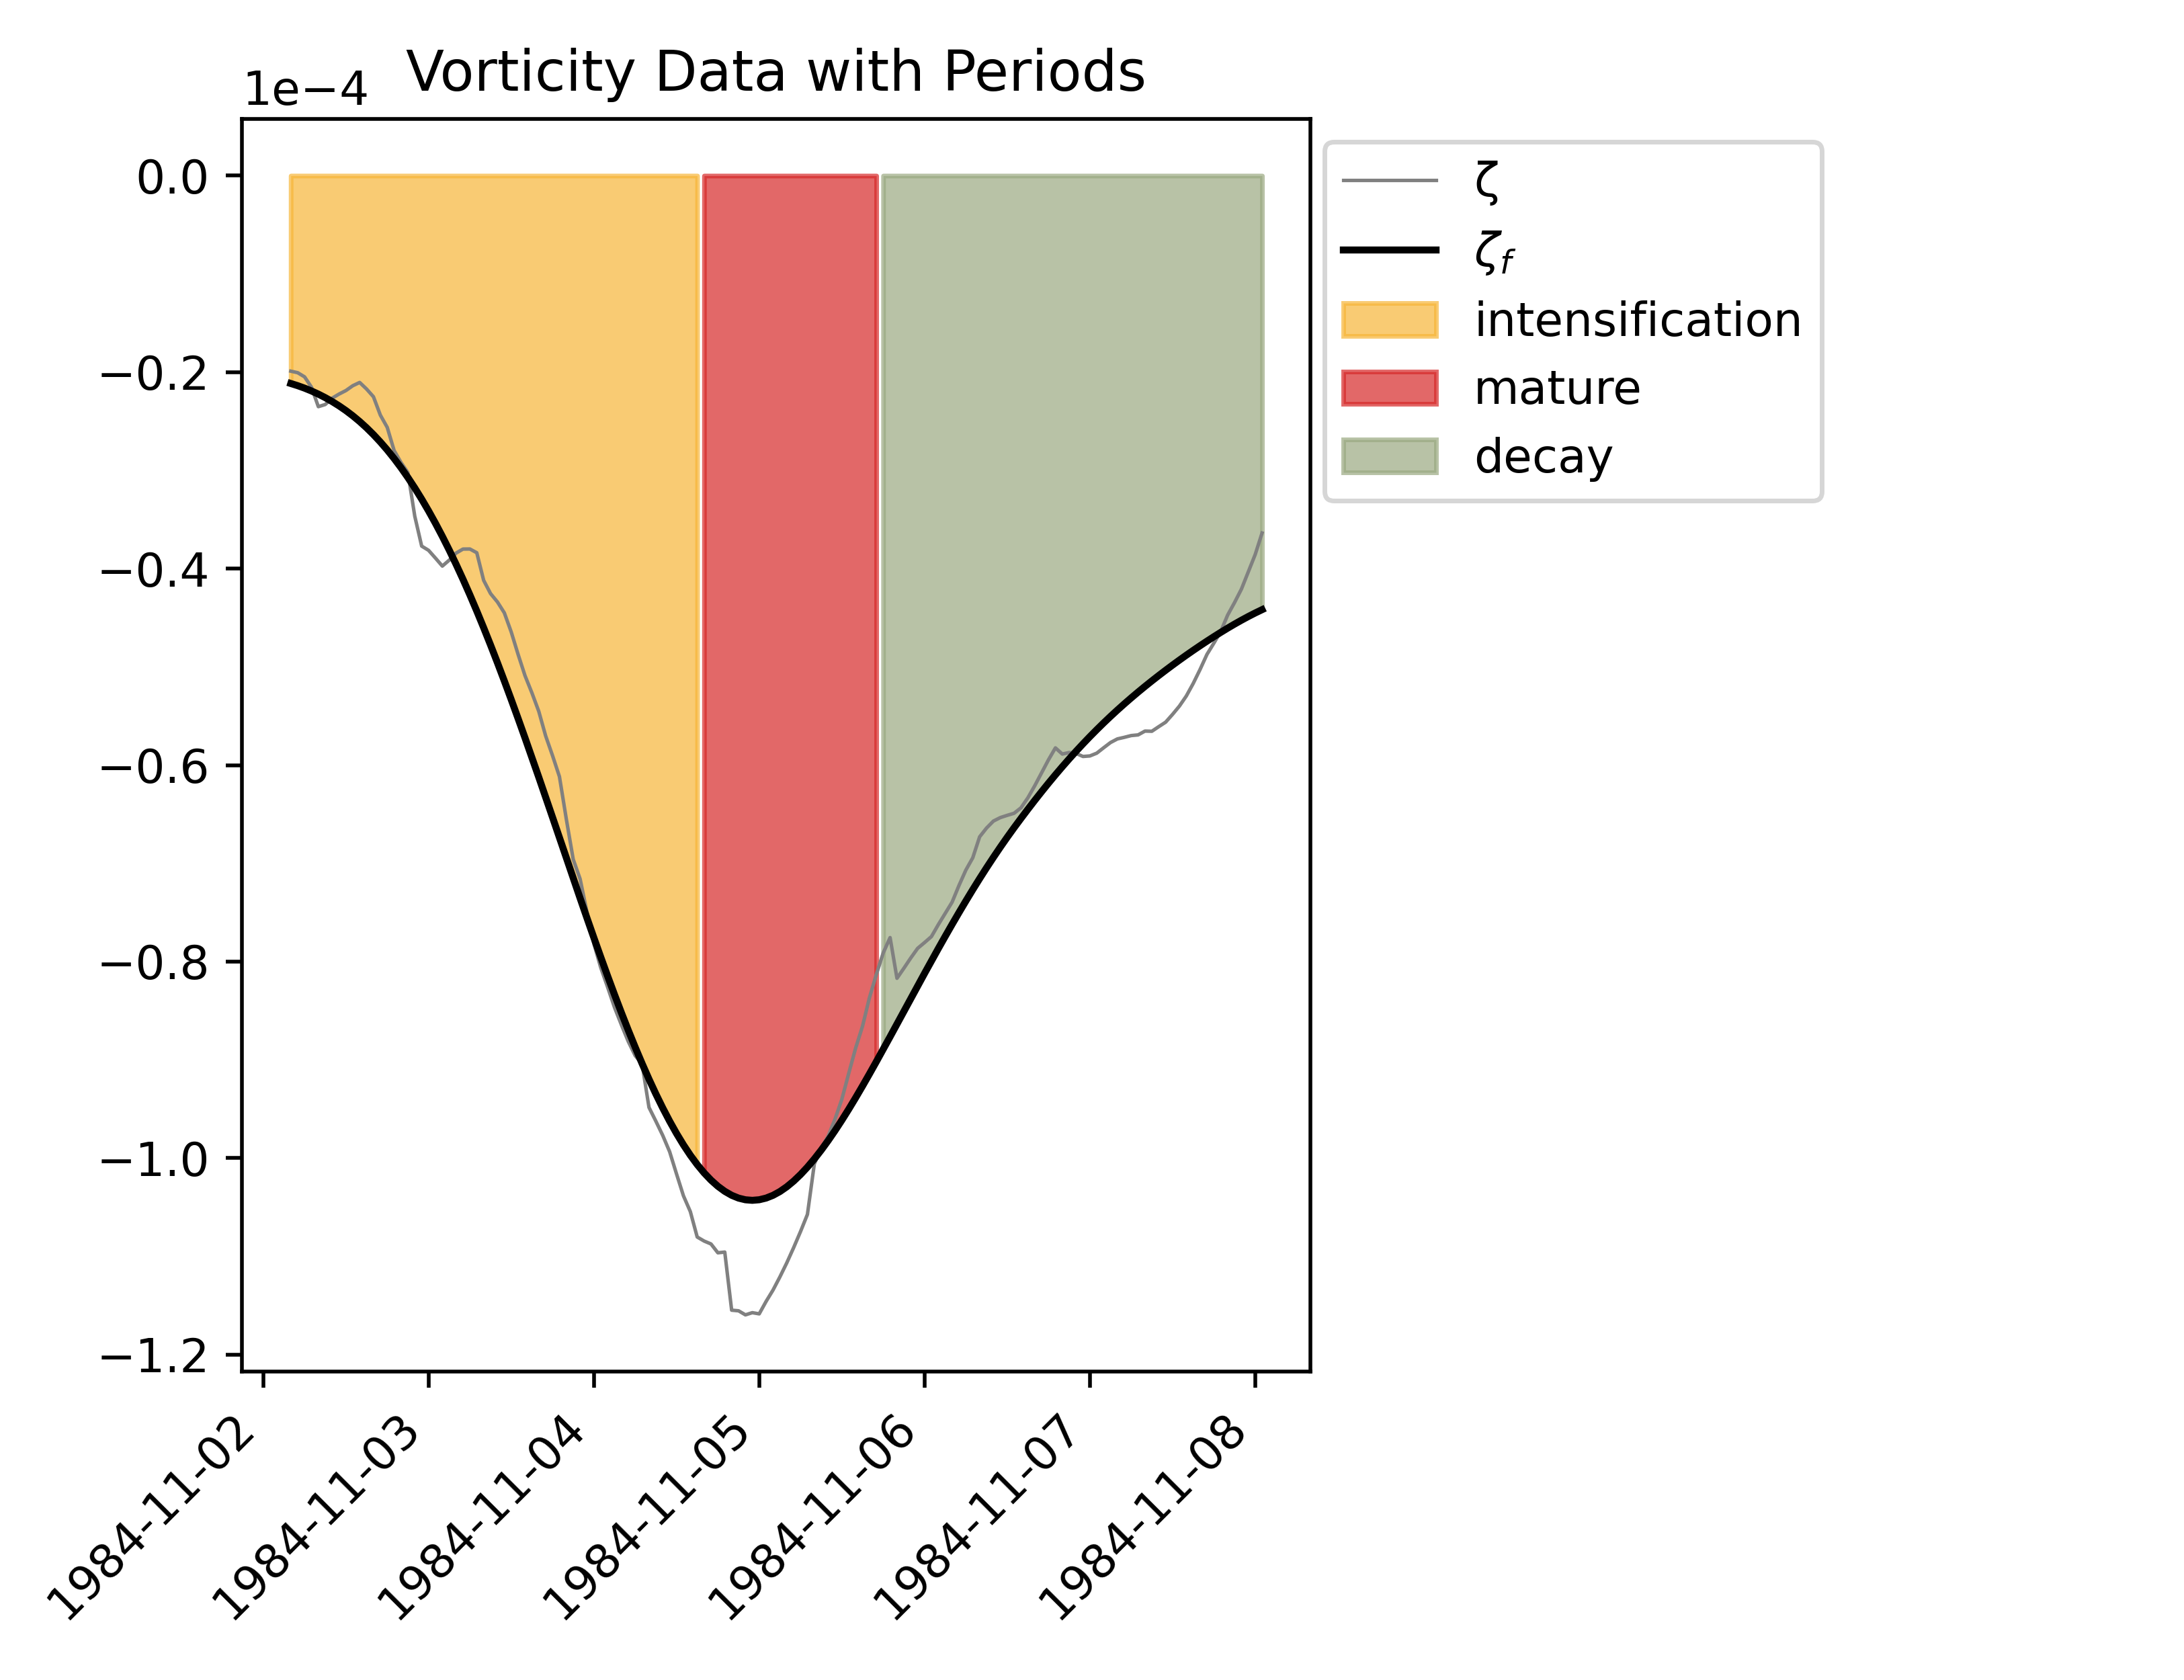 Vorticity Data with Periods
1e−4
0.0
−0.2
−0.4
−0.6
−0.8
−1.0
−1.2
1984-11-02
1984-11-03
1984-11-04
1984-11-05
1984-11-06
1984-11-07
1984-11-08
ζ
ζf
intensification
mature
decay